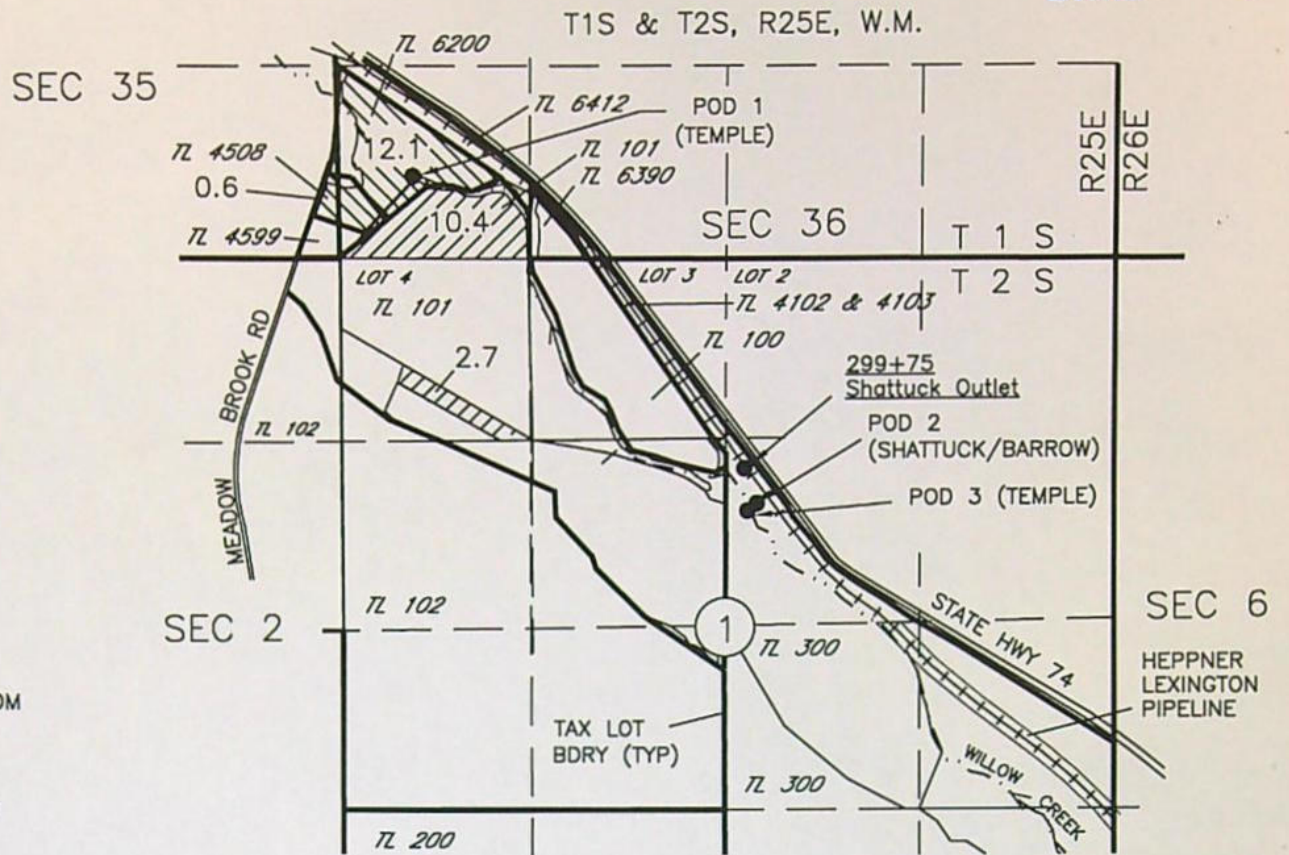 T1S & T2S, R25E, W.M.
SEC 35
TL 6200
TL 6412
POD 1
(TEMPLE)
R25E
R26E
TL 4508
12.1
TL 101
0.6
TL 6390
10.4
SEC 36
TL 4599
T 1 S
T 2 S
LOT 4
LOT 3
LOT 2
TL 101
TL 4102 & 4103
TL 100
MEADOW BROOK RD
2.7
299+75
Shattuck Outlet
TL 102
POD 2
(SHATTUCK/BARROW)
POD 3 (TEMPLE)
SEC 2
TL 102
1
TL 300
STATE HWY 74
SEC 6
HEPPNER
LEXINGTON
PIPELINE
OM
TAX LOT
BDRY (TYP)
TL 300
WILLOW
CREEK
TL 200